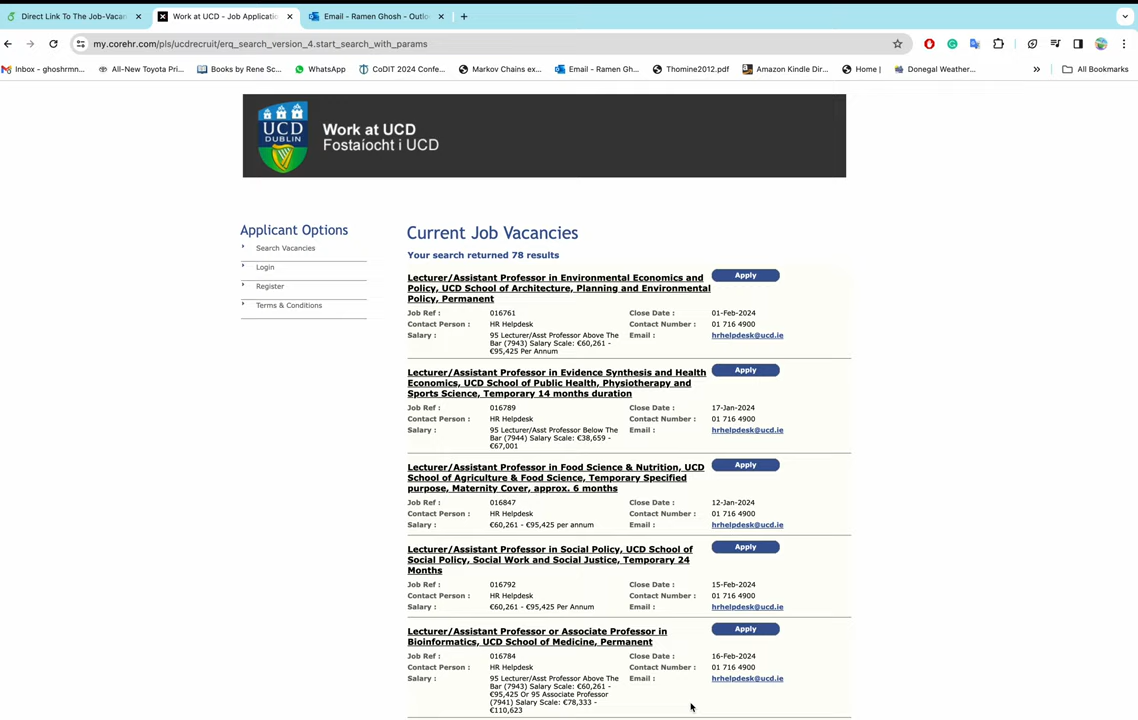 Direct Link To The Job-Vacan
Work at UCD - Job Applicatio
Email - Ramen Ghosh - Outlo
my.corehr.com/pls/ucdrecruit/erq_search_version_4.start_search_with_params
Inbox - ghoshrmn...
All-New Toyota Pri...
Books by Rene Sc...
WhatsApp
CoDIT 2024 Confe...
Markov Chains ex...
Email - Ramen Gh...
Thomine2012.pdf
Amazon Kindle Dir...
Home |
Donegal Weather...
»
All Bookmarks
UCD
DUBLIN
Work at UCD
Fostaíocht i UCD
Applicant Options
Search Vacancies
Login
Register
Terms & Conditions
Current Job Vacancies
Your search returned 78 results
Lecturer/Assistant Professor in Environmental Economics and
Policy, UCD School of Architecture, Planning and Environmental
Policy, Permanent
Apply
Job Ref : 016761 Close Date : 01-Feb-2024
Contact Person : HR Helpdesk Contact Number : 01 716 4900
Salary : 95 Lecturer/Asst Professor Above The Email : hrhelpdesk@ucd.ie
Bar (7943) Salary Scale: €60,261 -
€95,425 Per Annum
Lecturer/Assistant Professor in Evidence Synthesis and Health
Economics, UCD School of Public Health, Physiotherapy and
Sports Science, Temporary 14 months duration
Apply
Job Ref : 016789 Close Date : 17-Jan-2024
Contact Person : HR Helpdesk Contact Number : 01 716 4900
Salary : 95 Lecturer/Asst Professor Below The Email : hrhelpdesk@ucd.ie
Bar (7944) Salary Scale: €38,659 -
€67,001
Lecturer/Assistant Professor in Food Science & Nutrition, UCD
School of Agriculture & Food Science, Temporary Specified
purpose, Maternity Cover, approx. 6 months
Apply
Job Ref : 016847 Close Date : 12-Jan-2024
Contact Person : HR Helpdesk Contact Number : 01 716 4900
Salary : €60,261 - €95,425 per annum Email : hrhelpdesk@ucd.ie
Lecturer/Assistant Professor in Social Policy, UCD School of
Social Policy, Social Work and Social Justice, Temporary 24
Months
Apply
Job Ref : 016792 Close Date : 15-Feb-2024
Contact Person : HR Helpdesk Contact Number : 01 716 4900
Salary : €60,261 - €95,425 Per Annum Email : hrhelpdesk@ucd.ie
Lecturer/Assistant Professor or Associate Professor in
Bioinformatics, UCD School of Medicine, Permanent
Apply
Job Ref : 016784 Close Date : 16-Feb-2024
Contact Person : HR Helpdesk Contact Number : 01 716 4900
Salary : 95 Lecturer/Asst Professor Above The Email : hrhelpdesk@ucd.ie
Bar (7943) Salary Scale: €60,261 -
€95,425 Or 95 Associate Professor
(7941) Salary Scale: €78,333 -
€110,623